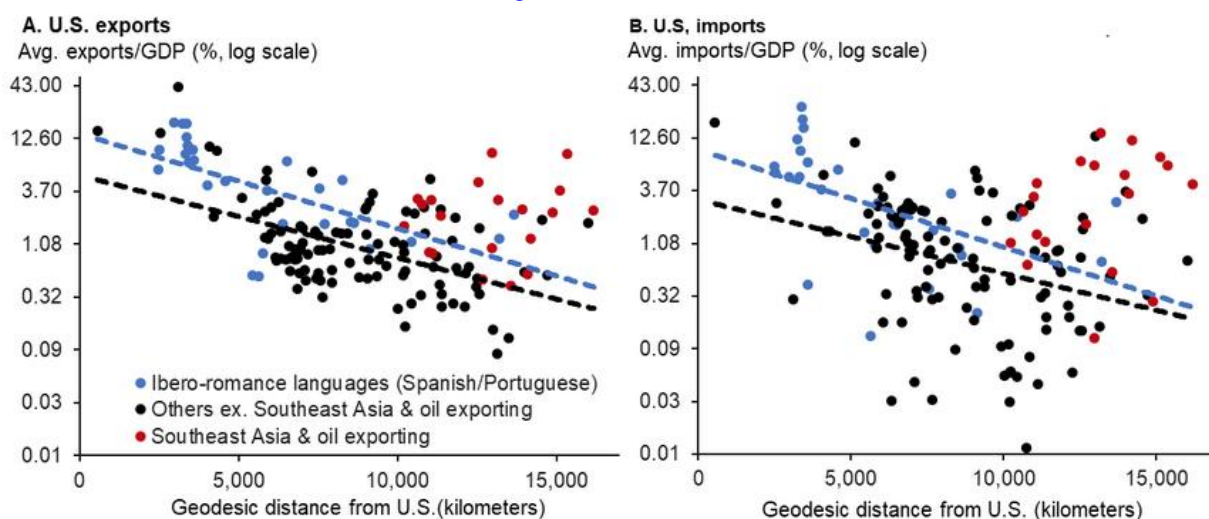 A. U.S. exports
Avg. exports/GDP (%, log scale)
43.00
12.60
3.70
1.08
0.32
0.09
0.03
0.01
0
5,000
10,000
15,000
Geodesic distance from U.S.(kilometers)
Ibero-romance languages (Spanish/Portuguese)
Others ex. Southeast Asia & oil exporting
Southeast Asia & oil exporting
B. U.S, imports
Avg. imports/GDP (%, log scale)
43.00
12.60
3.70
1.08
0.32
0.09
0.03
0.01
0
5,000
10,000
15,000
Geodesic distance from U.S. (kilometers)